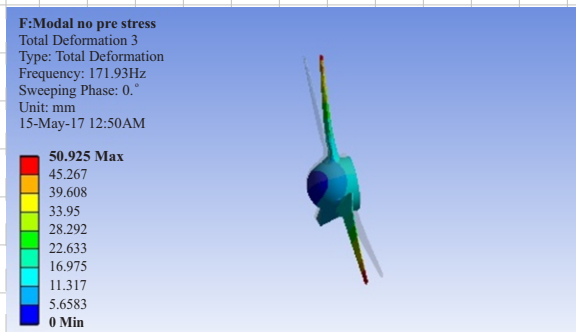 F:Modal no pre stress
Total Deformation 3
Type: Total Deformation
Frequency: 171.93Hz
Sweeping Phase: 0.°
Unit: mm
15-May-17 12:50AM
50.925 Max
45.267
39.608
33.95
28.292
22.633
16.975
11.317
5.6583
0 Min